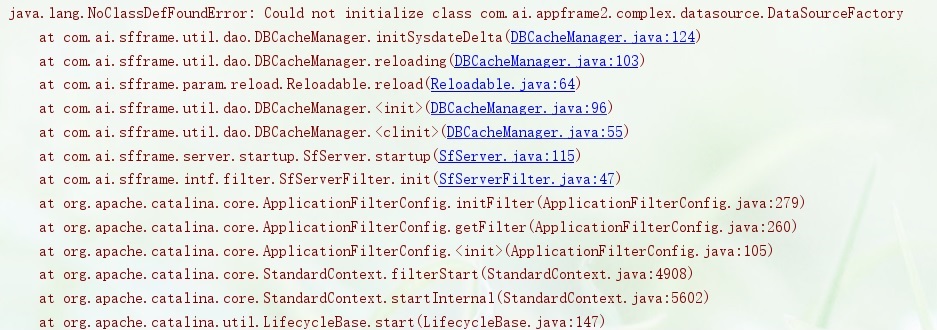 java.lang.NoClassDefFoundError: Could not initialize class com.ai.appframe2.complex.datasource.DataSourceFactory
at com.ai.sfframe.util.dao.DBCacheManager.initSysdateDelta(DBCacheManager.java:124)
at com.ai.sfframe.util.dao.DBCacheManager.reloading(DBCacheManager.java:103)
at com.ai.sfframe.param.reload.Reloadable.reload(Reloadable.java:64)
at com.ai.sfframe.util.dao.DBCacheManager.<init>(DBCacheManager.java:96)
at com.ai.sfframe.util.dao.DBCacheManager.<clinit>(DBCacheManager.java:55)
at com.ai.sfframe.server.startup.SfServer.startup(SfServer.java:115)
at com.ai.sfframe.intf.filter.SfServerFilter.init(SfServerFilter.java:47)
at org.apache.catalina.core.ApplicationFilterConfig.initFilter(ApplicationFilterConfig.java:279)
at org.apache.catalina.core.ApplicationFilterConfig.getFilter(ApplicationFilterConfig.java:260)
at org.apache.catalina.core.ApplicationFilterConfig.<init>(ApplicationFilterConfig.java:105)
at org.apache.catalina.core.StandardContext.filterStart(StandardContext.java:4908)
at org.apache.catalina.core.StandardContext.startInternal(StandardContext.java:5602)
at org.apache.catalina.util.LifecycleBase.start(LifecycleBase.java:147)